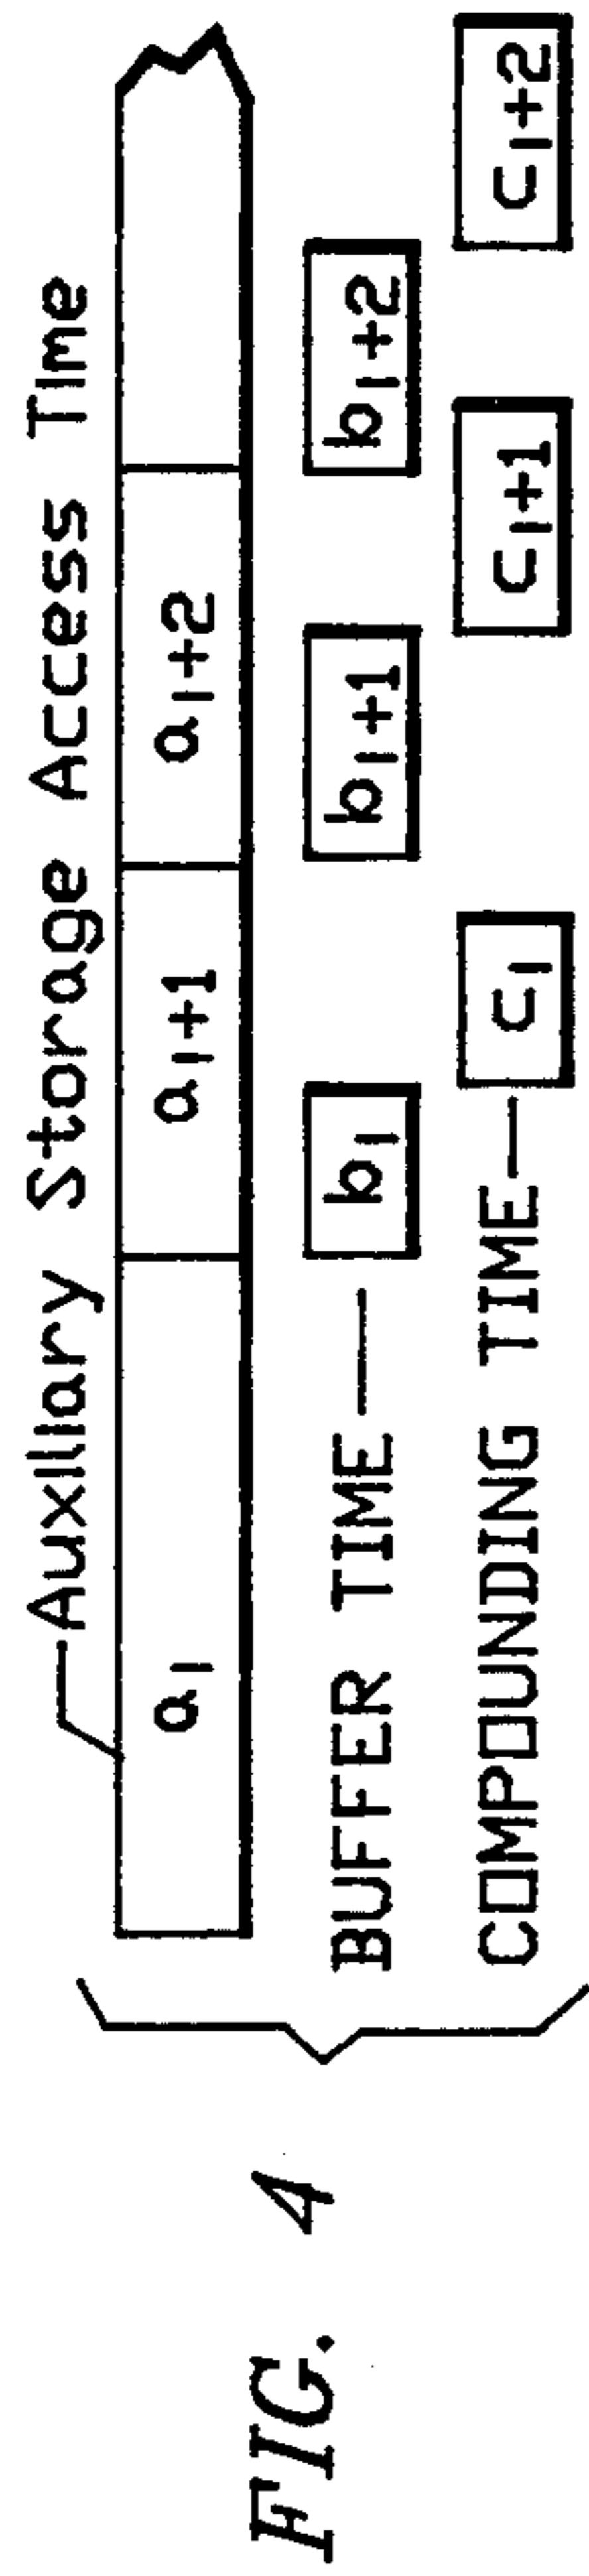 Auxiliary Storage Access Time
a₁ a₁+1 a₁+2
BUFFER TIME b₁ b₁+1 b₁+2
COMPOUNDING TIME c₁ c₁+1 c₁+2
FIG. 4